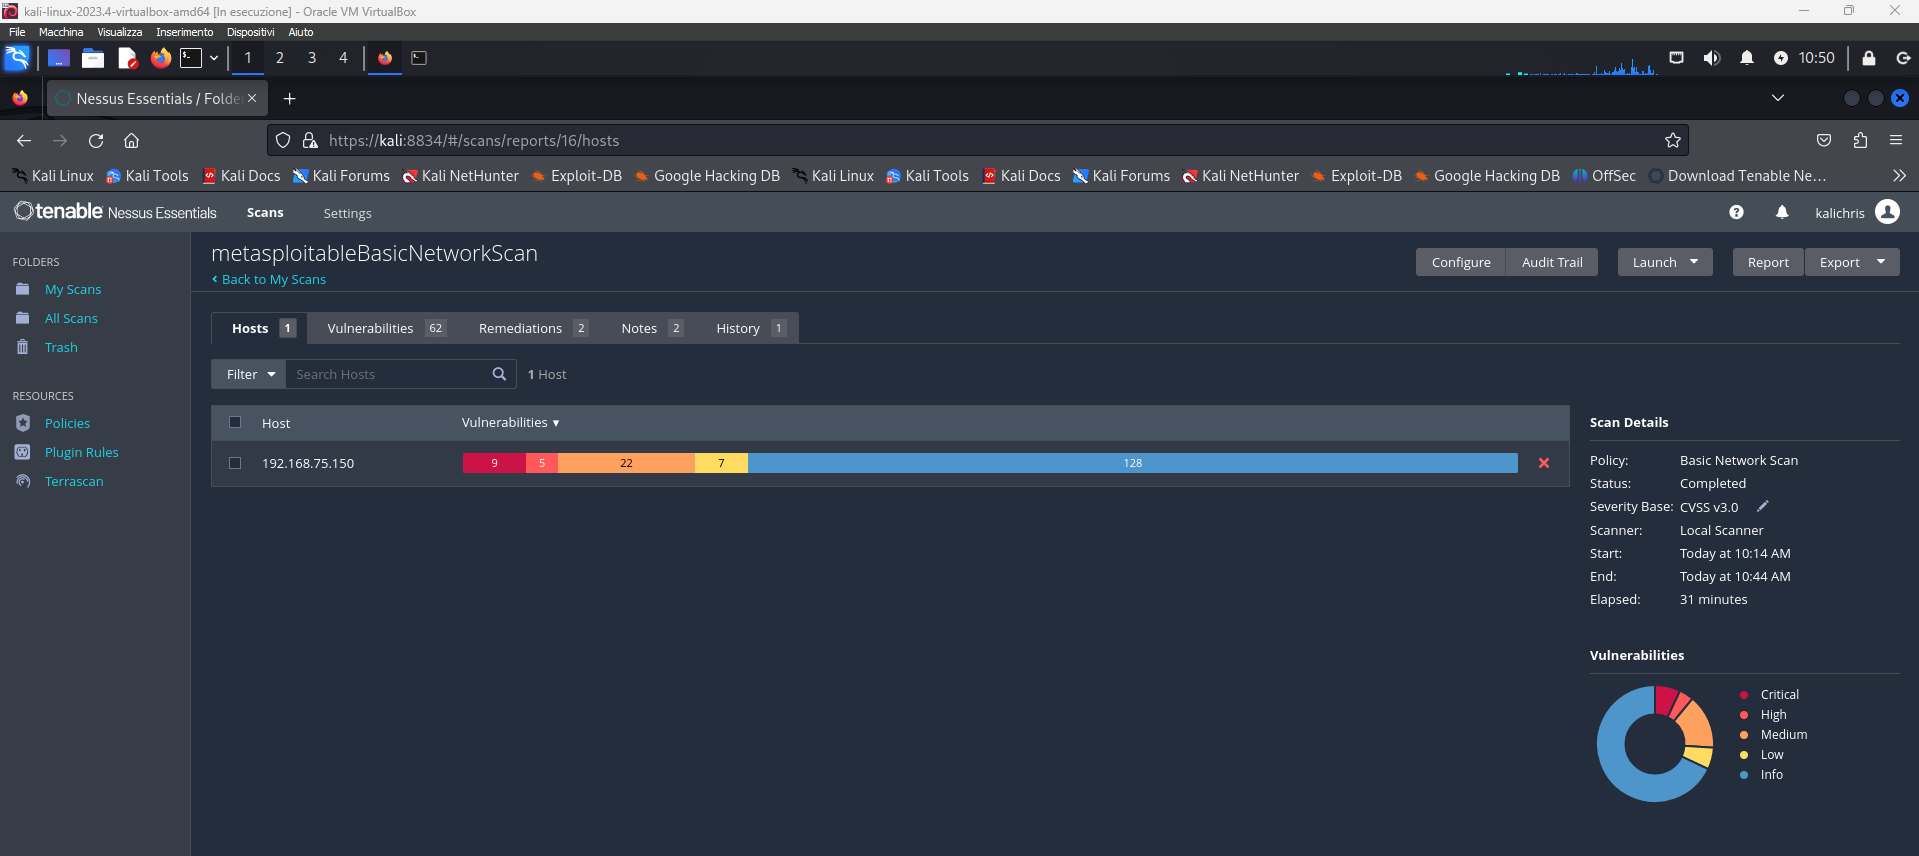 kali-linux-2023.4-virtualbox-amd64 [In esecuzione] - Oracle VM VirtualBox
File Macchina Visualizza Inserimento Dispositivi Aiuto
1 2 3 4 10:50
Nessus Essentials / Folde
https://kali:8834/#/scans/reports/16/hosts
Kali Linux Kali Tools Kali Docs Kali Forums Kali NetHunter Exploit-DB Google Hacking DB Kali Linux Kali Tools Kali Docs Kali Forums Kali NetHunter Exploit-DB Google Hacking DB OffSec Download Tenable Ne…
tenable Nessus Essentials Scans Settings kalichris
FOLDERS
My Scans
All Scans
Trash
RESOURCES
Policies
Plugin Rules
Terrascan
metasploitableBasicNetworkScan
Back to My Scans
Configure Audit Trail Launch Report Export
Hosts 1 Vulnerabilities 62 Remediations 2 Notes 2 History 1
Filter Search Hosts 1 Host
Host Vulnerabilities
192.168.75.150 9 5 22 7 128
Scan Details
Policy: Basic Network Scan
Status: Completed
Severity Base: CVSS v3.0
Scanner: Local Scanner
Start: Today at 10:14 AM
End: Today at 10:44 AM
Elapsed: 31 minutes
Vulnerabilities
Critical
High
Medium
Low
Info